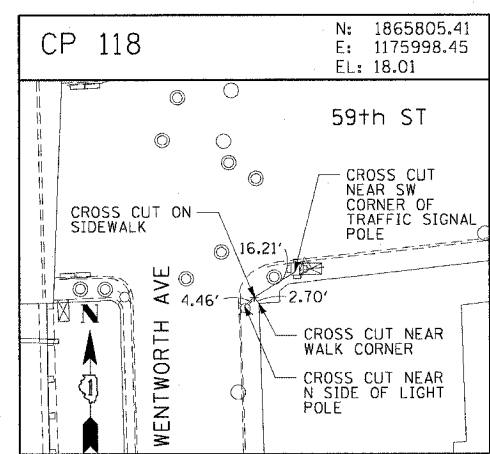 CP 118
N: 1865805.41
E: 1175998.45
EL: 18.01
59th ST
CROSS CUT
NEAR SW
CORNER OF
TRAFFIC SIGNAL
POLE
CROSS CUT ON
SIDEWALK
16.21'
4.46'
2.70'
WENTWORTH AVE
N
CROSS CUT NEAR
WALK CORNER
CROSS CUT NEAR
N SIDE OF LIGHT
POLE